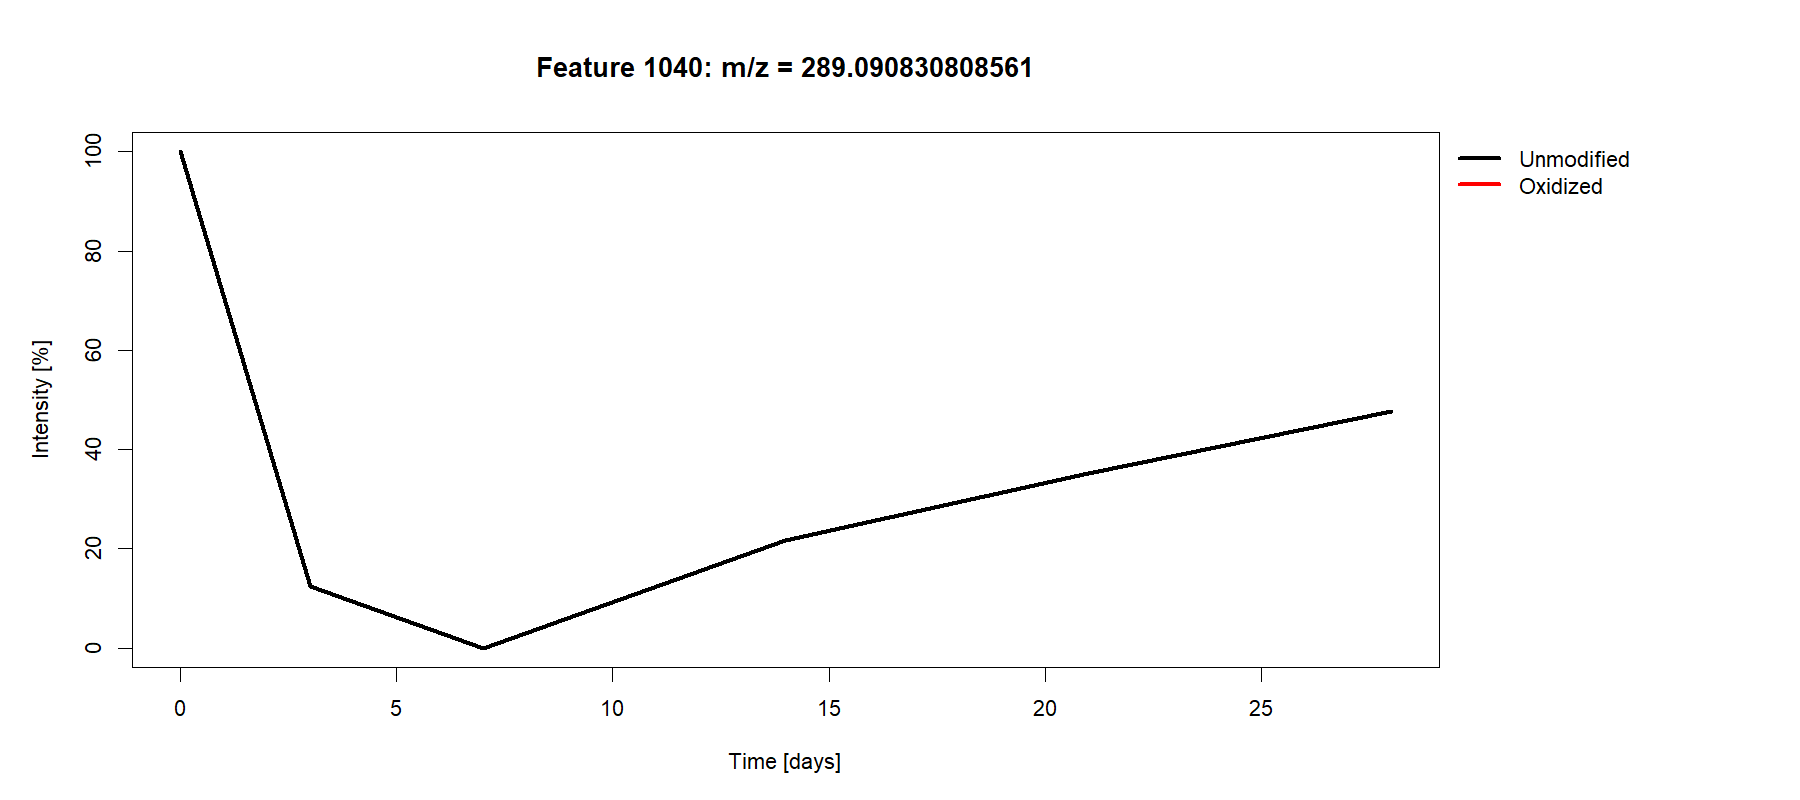 Feature 1040: m/z = 289.090830808561
Unmodified
Oxidized
Intensity [%]
100
80
60
40
20
0
0 5 10 15 20 25
Time [days]